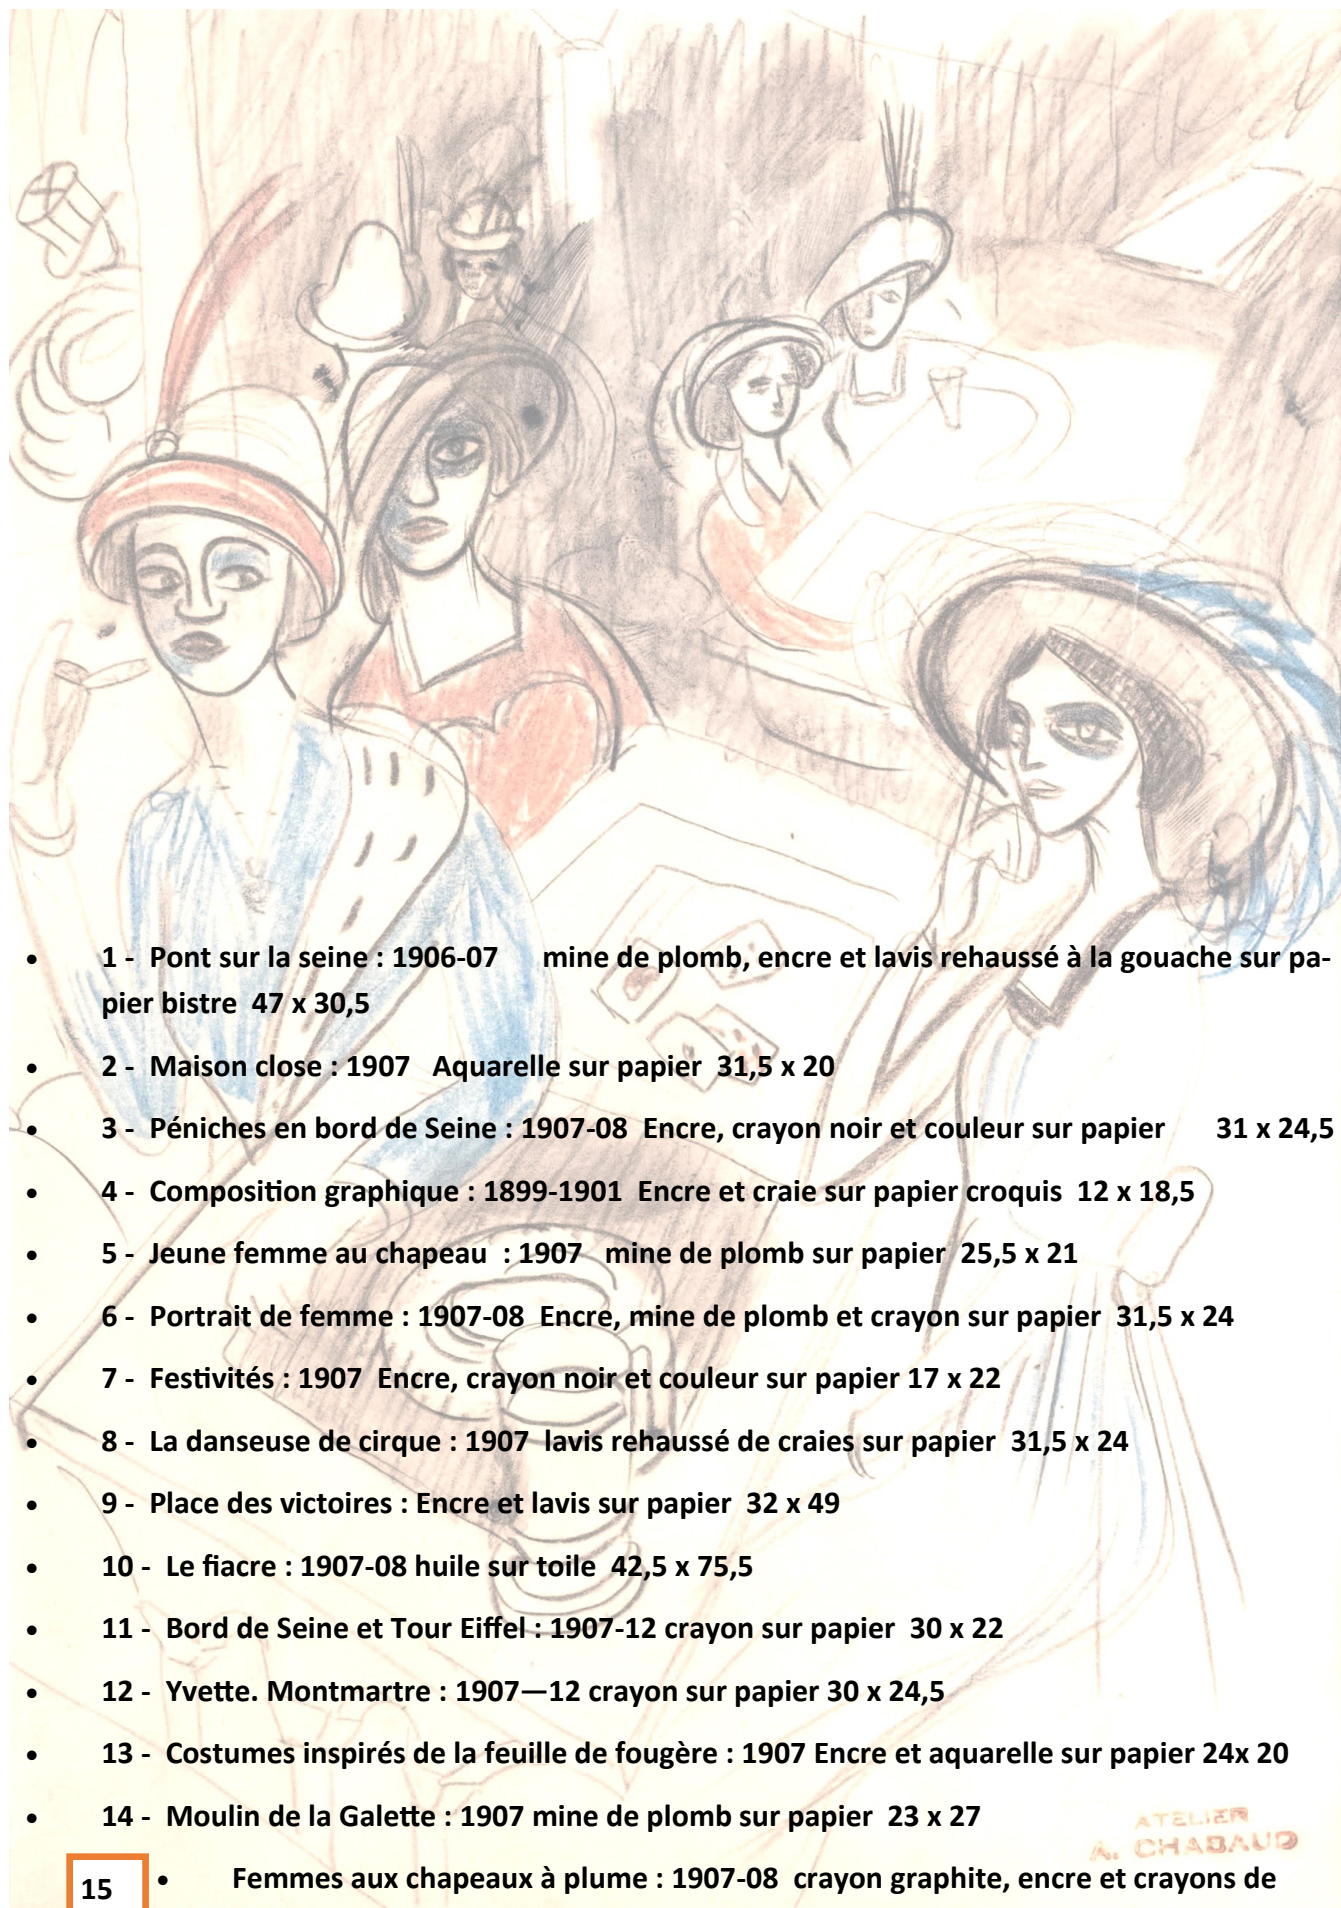 • 1 - Pont sur la seine : 1906-07 mine de plomb, encre et lavis rehaussé à la gouache sur pa-
pier bistre 47 x 30,5
• 2 - Maison close : 1907 Aquarelle sur papier 31,5 x 20
• 3 - Péniches en bord de Seine : 1907-08 Encre, crayon noir et couleur sur papier 31 x 24,5
• 4 - Composition graphique : 1899-1901 Encre et craie sur papier croquis 12 x 18,5
• 5 - Jeune femme au chapeau : 1907 mine de plomb sur papier 25,5 x 21
• 6 - Portrait de femme : 1907-08 Encre, mine de plomb et crayon sur papier 31,5 x 24
• 7 - Festivités : 1907 Encre, crayon noir et couleur sur papier 17 x 22
• 8 - La danseuse de cirque : 1907 lavis rehaussé de craies sur papier 31,5 x 24
• 9 - Place des victoires : Encre et lavis sur papier 32 x 49
• 10 - Le fiacre : 1907-08 huile sur toile 42,5 x 75,5
• 11 - Bord de Seine et Tour Eiffel : 1907-12 crayon sur papier 30 x 22
• 12 - Yvette. Montmartre : 1907—12 crayon sur papier 30 x 24,5
• 13 - Costumes inspirés de la feuille de fougère : 1907 Encre et aquarelle sur papier 24x 20
• 14 - Moulin de la Galette : 1907 mine de plomb sur papier 23 x 27
ATELIER
A. CHABAUD
15 • Femmes aux chapeaux à plume : 1907-08 crayon graphite, encre et crayons de